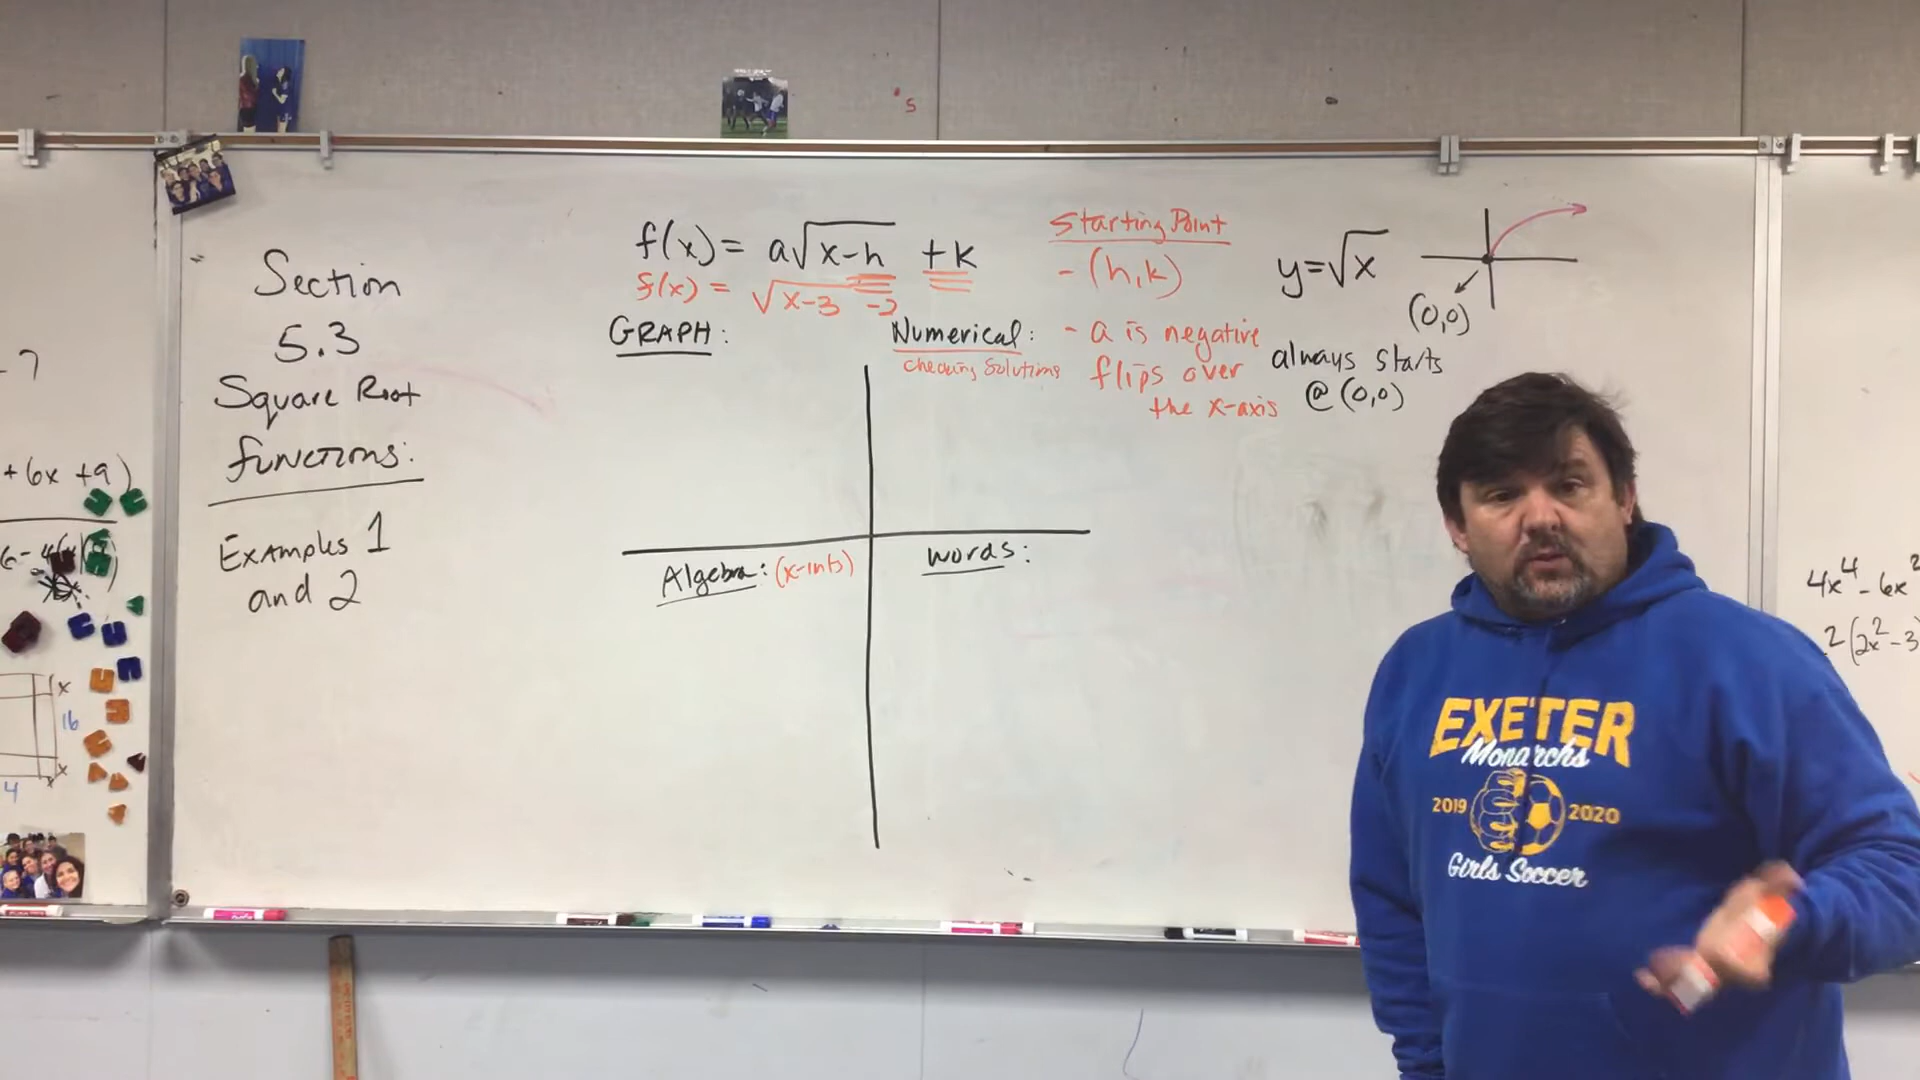 Section
5.3
Square Root
functions:
Examples 1
and 2
f(x) = a√x-h + k
f(x) = √x-3 -2
Starting Point
- (h,k)
- a is negative
flips over
the x-axis
y=√x
(0,0)
always starts
@ (0,0)
GRAPH:
Numerical:
checking Solutions
Algebra: (x-ints)
words:
-7
+ 6x + 9)
x
16
x
4
4x⁴ - 6x²
2(2x² - 3
's
EXETER
Monarchs
2019 2020
Girls Soccer